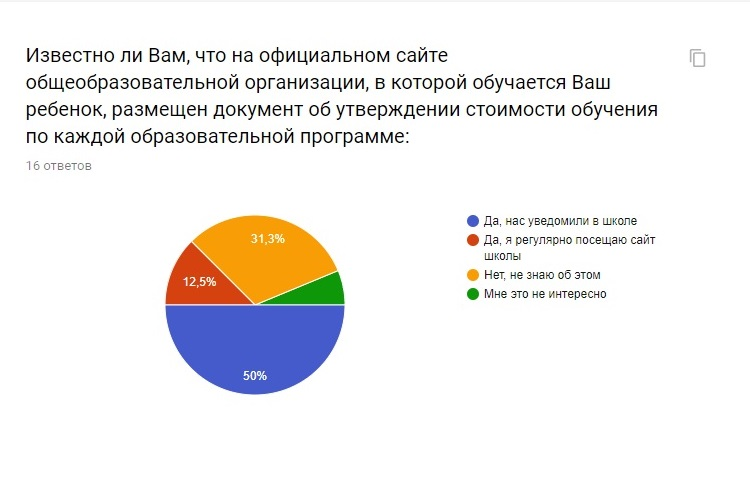 Известно ли Вам, что на официальном сайте
общеобразовательной организации, в которой обучается Ваш
ребенок, размещен документ об утверждении стоимости обучения
по каждой образовательной программе:
16 ответов
31,3%
12,5%
50%
Да, нас уведомили в школе
Да, я регулярно посещаю сайт
школы
Нет, не знаю об этом
Мне это не интересно